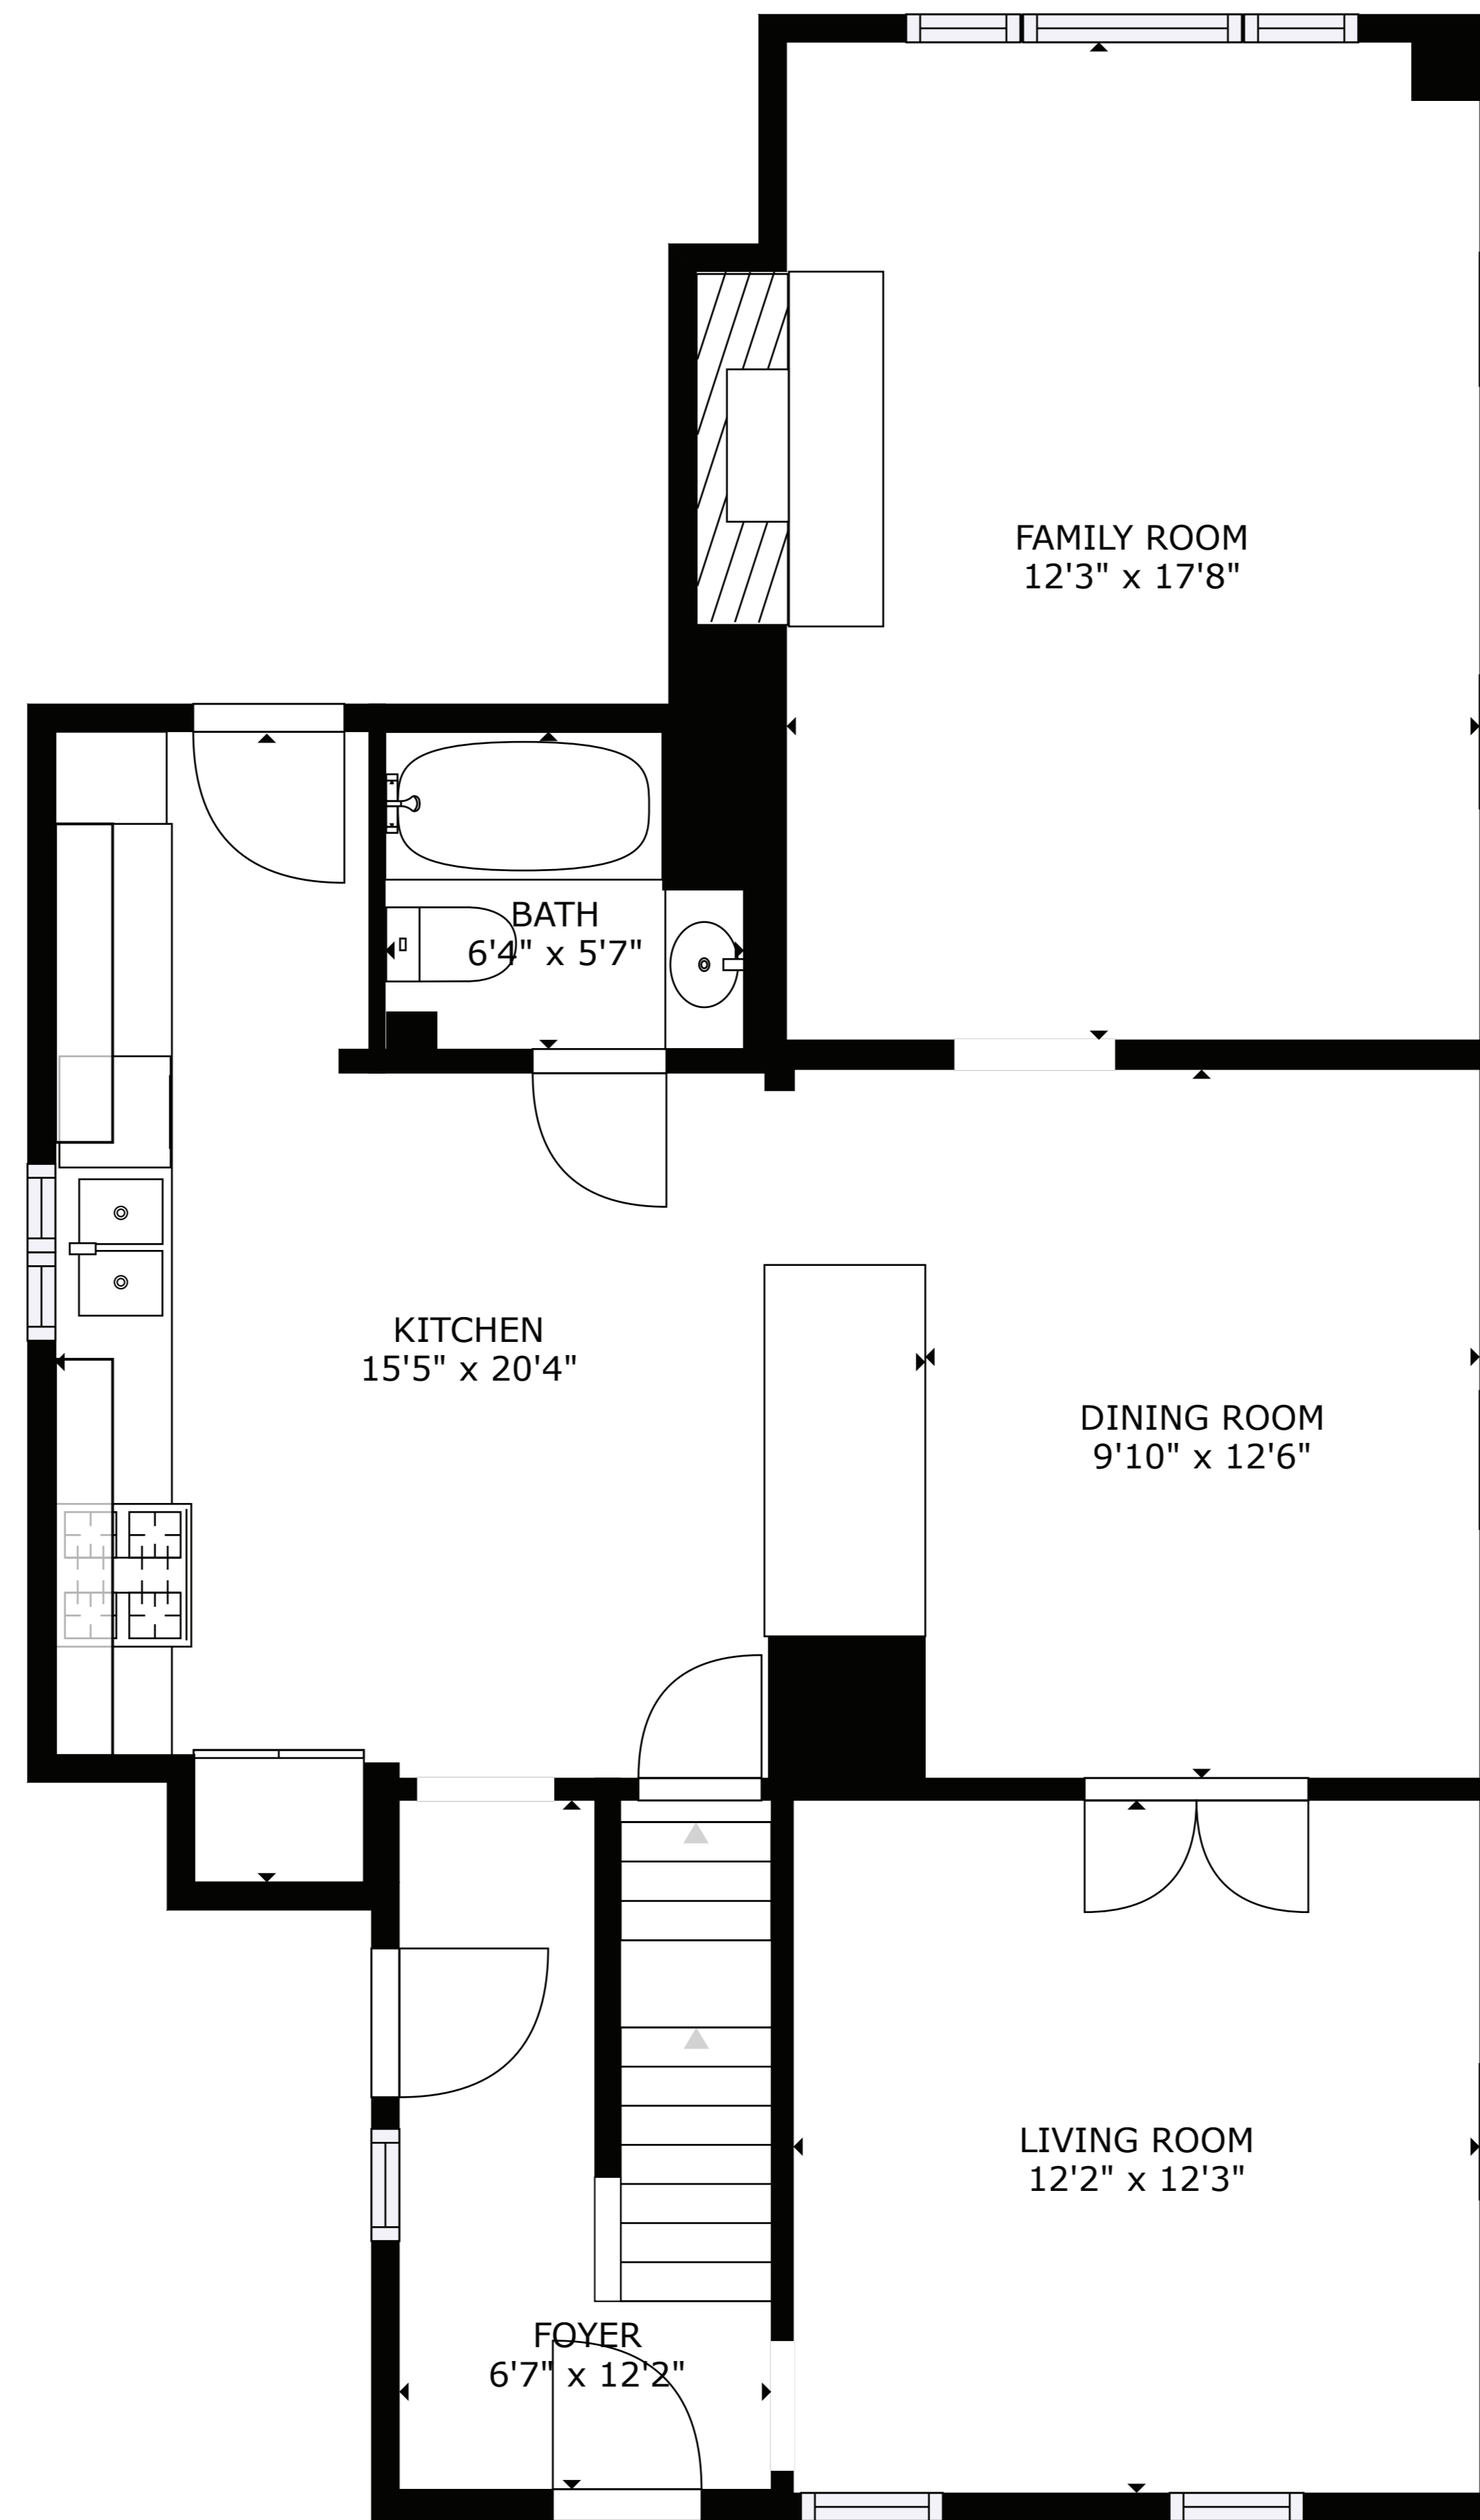 FAMILY ROOM
12'3" x 17'8"
BATH
6'4" x 5'7"
KITCHEN
15'5" x 20'4"
DINING ROOM
9'10" x 12'6"
LIVING ROOM
12'2" x 12'3"
FOYER
6'7" x 12'2"